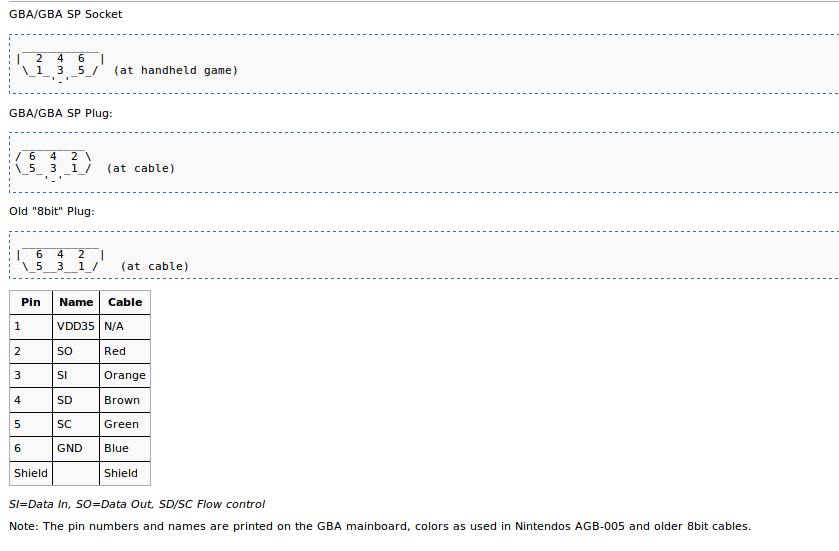 GBA/GBA SP Socket
 ___________
|  2  4  6  |
 \_1_ 3 _5_/  (at handheld game)
     '-'
GBA/GBA SP Plug:
 _________
/ 6  4  2 \
\_5_ 3 _1_/  (at cable)
    '-'
Old "8bit" Plug:
 ___________
|  6  4  2  |
 \_5__3__1_/   (at cable)
Pin Name Cable
1 VDD35 N/A
2 SO Red
3 SI Orange
4 SD Brown
5 SC Green
6 GND Blue
Shield Shield
SI=Data In, SO=Data Out, SD/SC Flow control
Note: The pin numbers and names are printed on the GBA mainboard, colors as used in Nintendos AGB-005 and older 8bit cables.